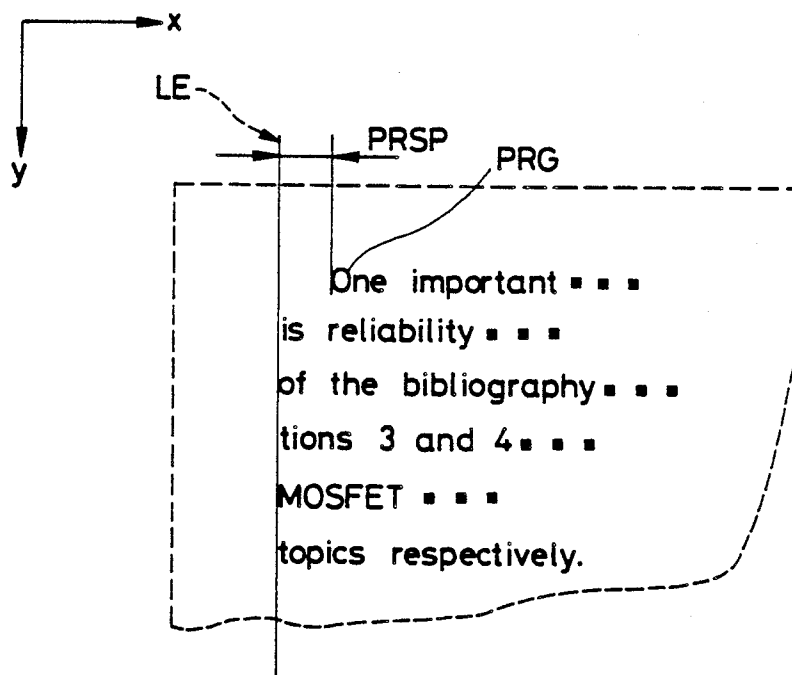 x
LE
PRSP
y
PRG
One important ▪ ▪ ▪
is reliability ▪ ▪ ▪
of the bibliography ▪ ▪ ▪
tions 3 and 4 ▪ ▪ ▪
MOSFET ▪ ▪ ▪
topics respectively.